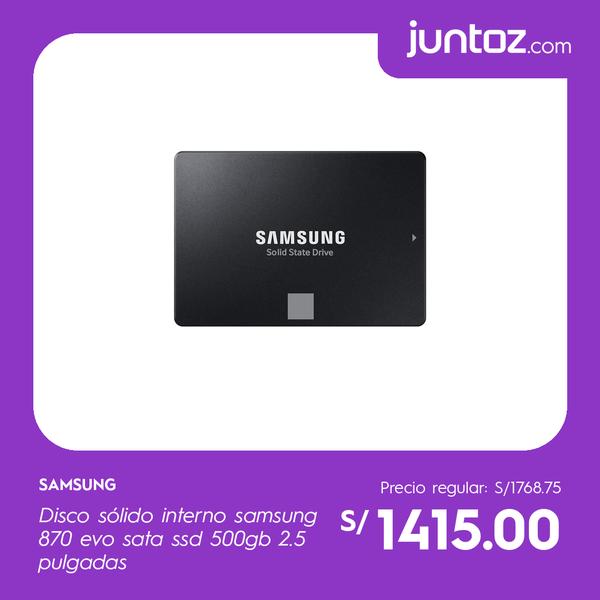 juntoz.com
SAMSUNG
Solid State Drive
SAMSUNG
Disco sólido interno samsung
870 evo sata ssd 500gb 2.5
pulgadas
Precio regular: S/1768.75
S/1415.00